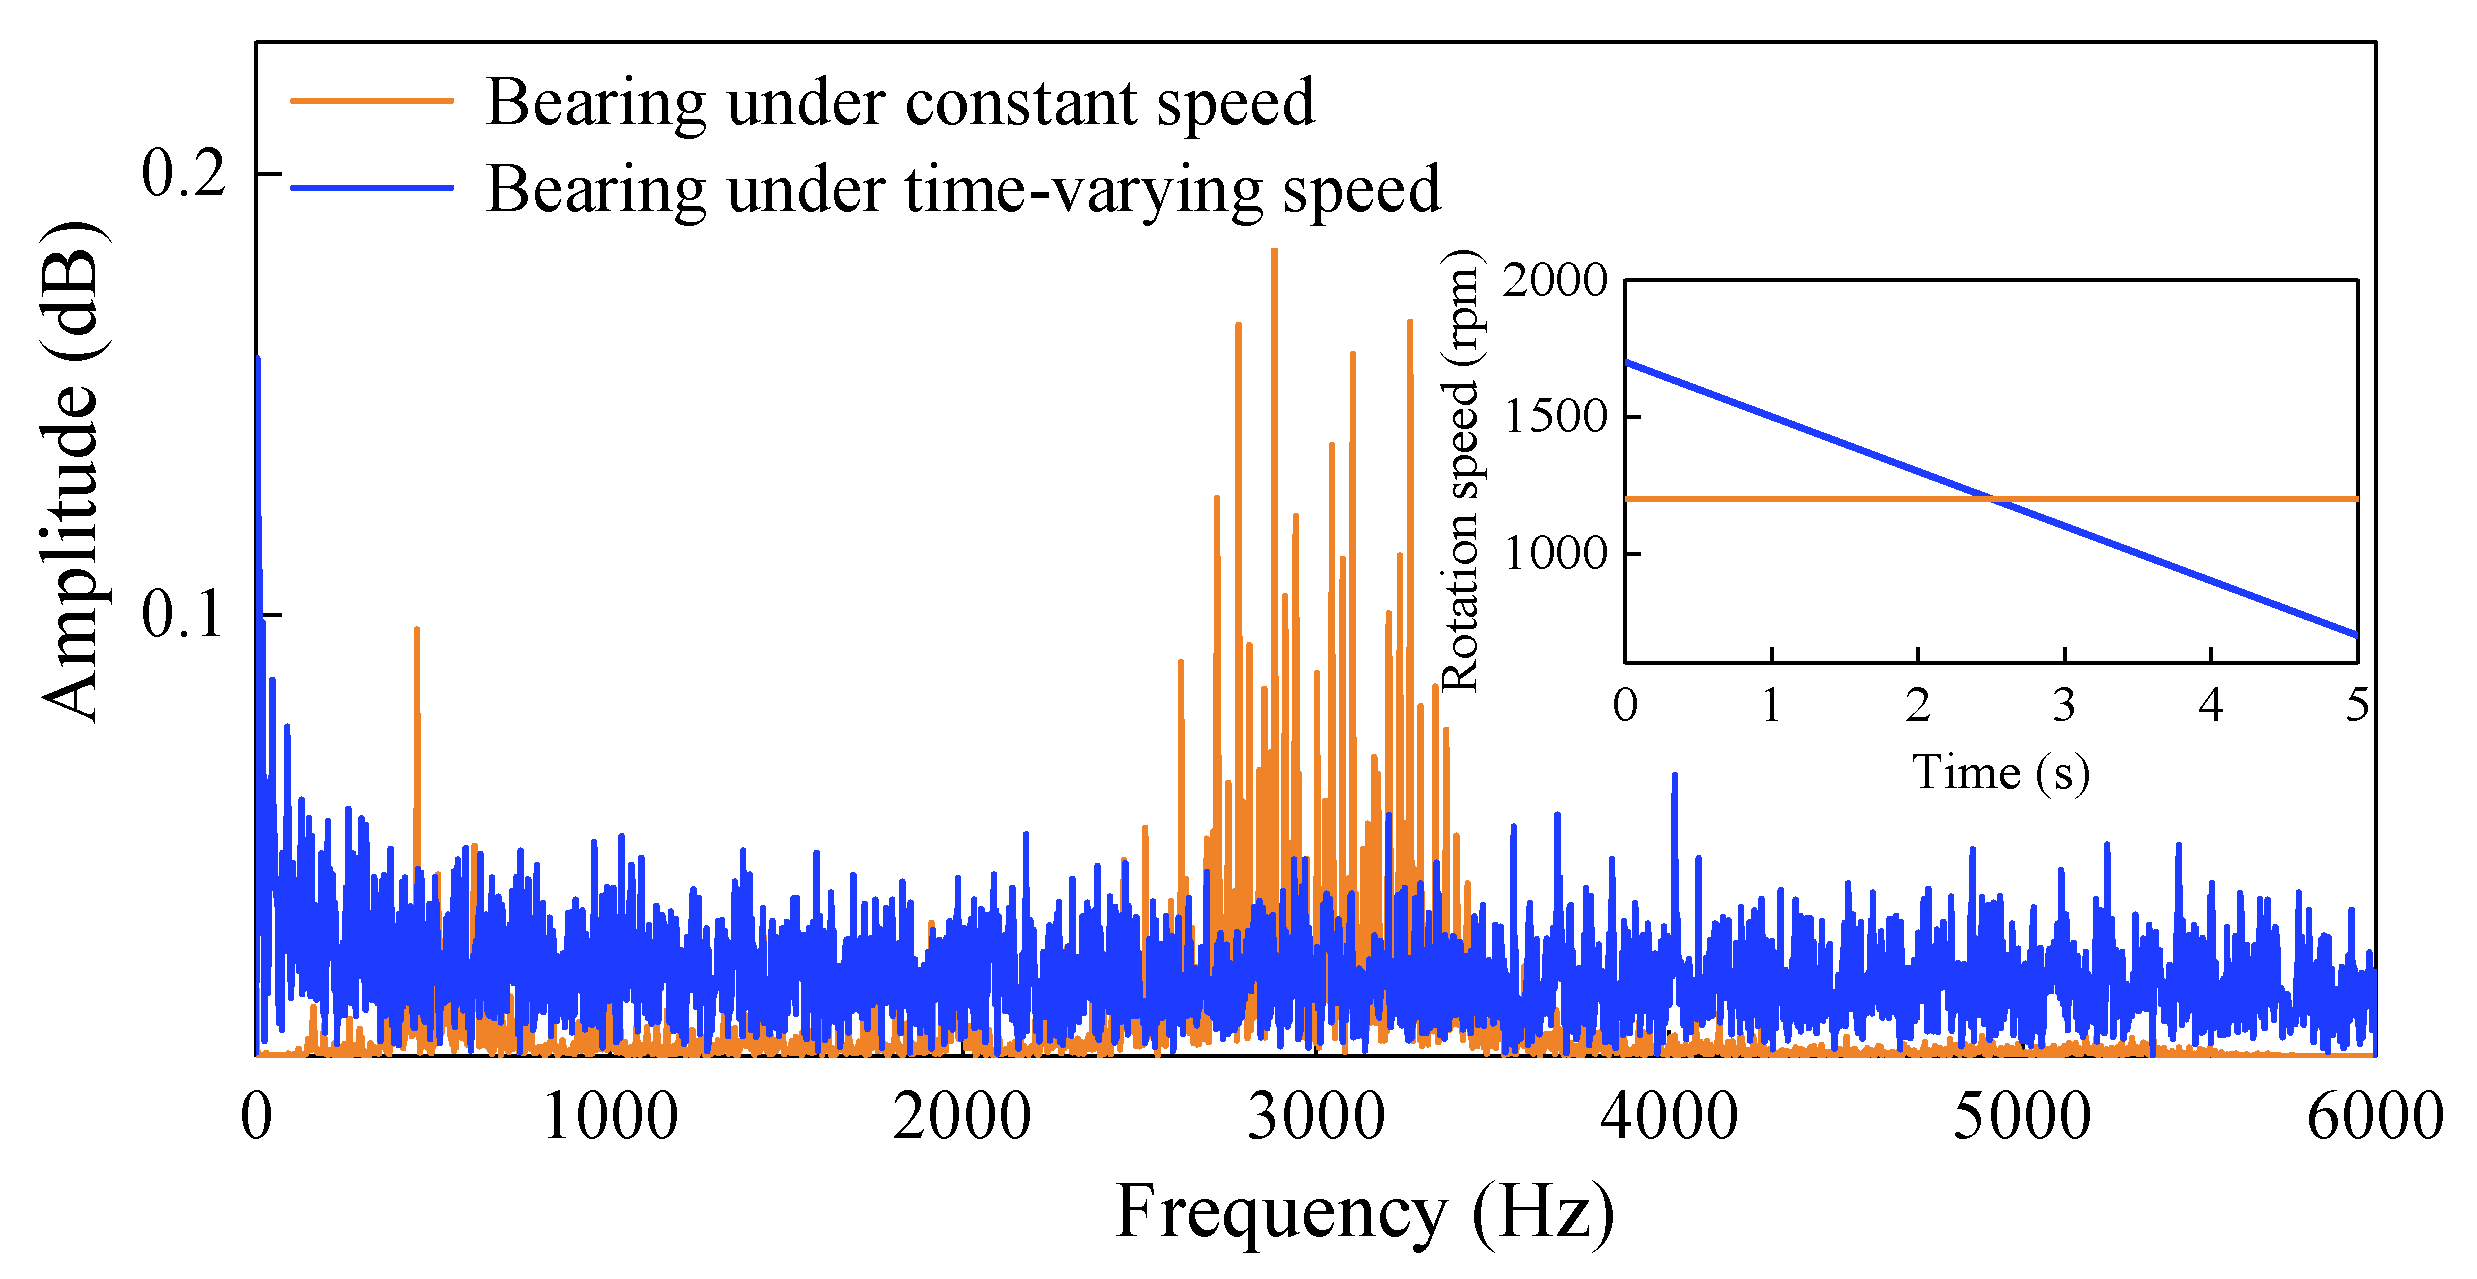 Bearing under constant speed
Bearing under time-varying speed
0.2
0.1
Amplitude (dB)
0 1000 2000 3000 4000 5000 6000
Frequency (Hz)
2000
1500
1000
Rotation speed (rpm)
0 1 2 3 4 5
Time (s)